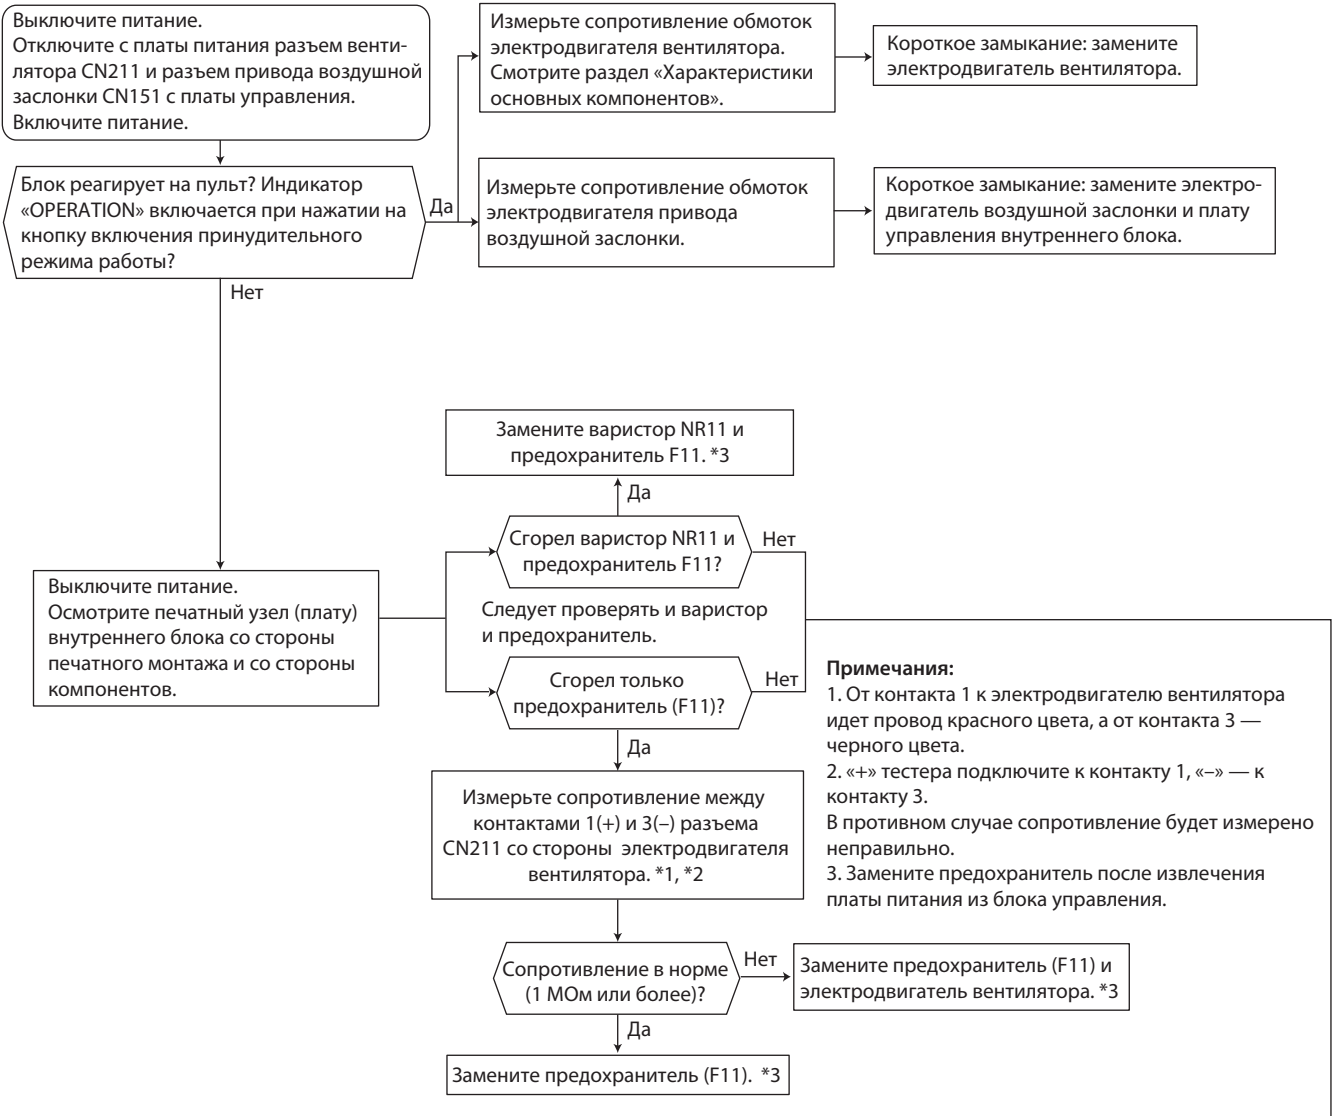 Выключите питание.
Отключите с платы питания разъем венти-
лятора CN211 и разъем привода воздушной
заслонки CN151 с платы управления.
Включите питание.
Измерьте сопротивление обмоток
электродвигателя вентилятора.
Смотрите раздел «Характеристики
основных компонентов».
Короткое замыкание: замените
электродвигатель вентилятора.
Блок реагирует на пульт? Индикатор
«OPERATION» включается при нажатии на
кнопку включения принудительного
режима работы?
Да
Измерьте сопротивление обмоток
электродвигателя привода
воздушной заслонки.
Короткое замыкание: замените электро-
двигатель воздушной заслонки и плату
управления внутреннего блока.
Нет
Замените варистор NR11 и
предохранитель F11. *3
Да
Сгорел варистор NR11 и
предохранитель F11?
Нет
Выключите питание.
Осмотрите печатный узел (плату)
внутреннего блока со стороны
печатного монтажа и со стороны
компонентов.
Следует проверять и варистор
и предохранитель.
Сгорел только
предохранитель (F11)?
Нет
Да
Измерьте сопротивление между
контактами 1(+) и 3(–) разъема
CN211 со стороны электродвигателя
вентилятора. *1, *2
Примечания:
1. От контакта 1 к электродвигателю вентилятора
идет провод красного цвета, а от контакта 3 —
черного цвета.
2. «+» тестера подключите к контакту 1, «–» — к
контакту 3.
В противном случае сопротивление будет измерено
неправильно.
3. Замените предохранитель после извлечения
платы питания из блока управления.
Сопротивление в норме
(1 МОм или более)?
Нет
Замените предохранитель (F11) и
электродвигатель вентилятора. *3
Да
Замените предохранитель (F11). *3